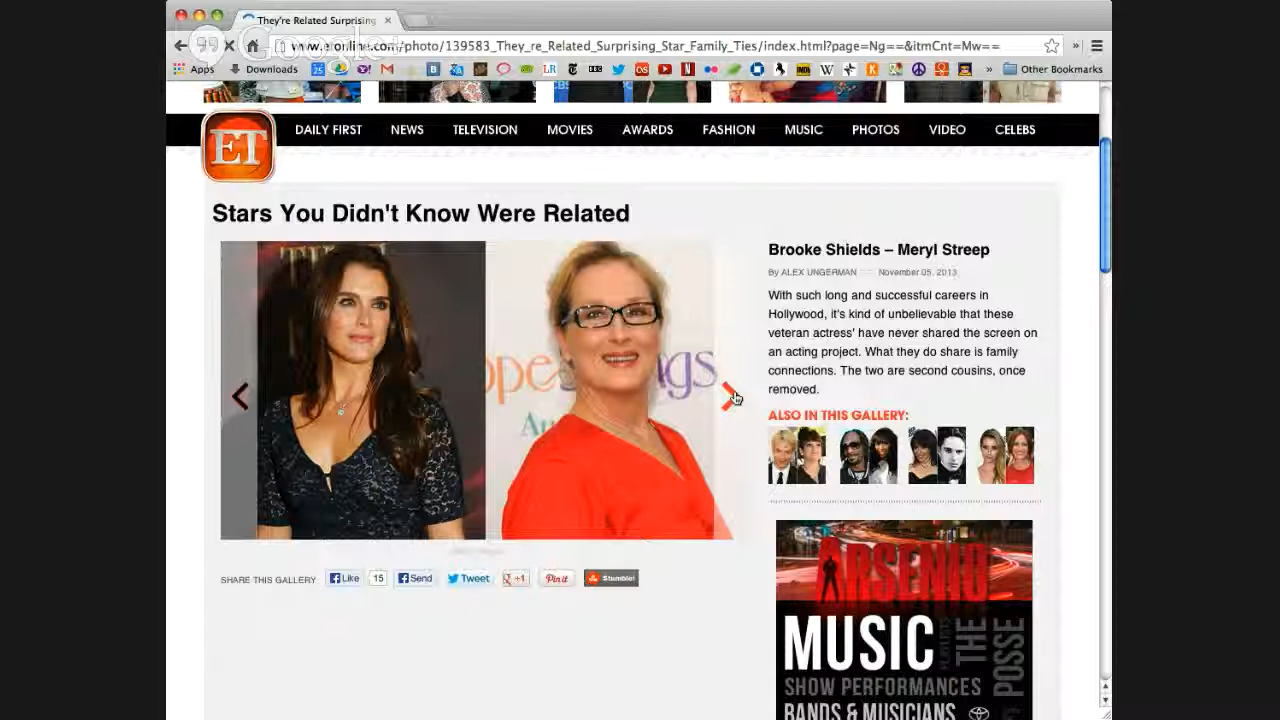 They're Related Surprising
Google+
www.etonline.com/photo/139583_They_re_Related_Surprising_Star_Family_Ties/index.html?page=Ng==&itmCnt=Mw==
Apps Downloads Other Bookmarks
ET
DAILY FIRST NEWS TELEVISION MOVIES AWARDS FASHION MUSIC PHOTOS VIDEO CELEBS
Stars You Didn't Know Were Related
Brooke Shields – Meryl Streep
By ALEX UNGERMAN November 05, 2013
With such long and successful careers in
Hollywood, it's kind of unbelievable that these
veteran actress' have never shared the screen on
an acting project. What they do share is family
connections. The two are second cousins, once
removed.
ALSO IN THIS GALLERY:
SHARE THIS GALLERY Like 15 Send Tweet +1 Pin it Stumble!
ARSENIO
MUSIC
THE POSSE
SHOW PERFORMANCES
BANDS & MUSICIANS